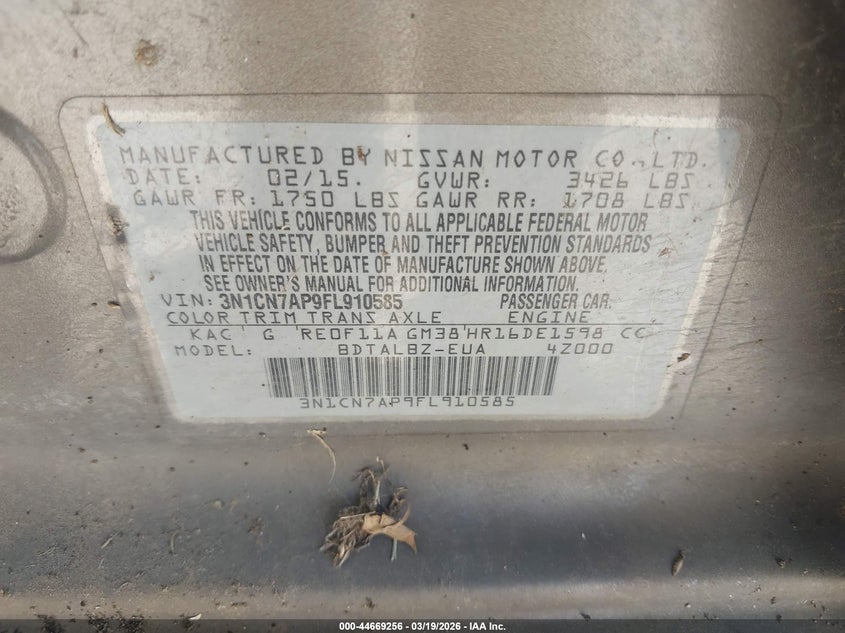 MANUFACTURED BY NISSAN MOTOR CO., LTD.
DATE: 02/15. GVWR: 3426 LBS
GAWR FR: 1750 LBS GAWR RR: 1708 LBS
THIS VEHICLE CONFORMS TO ALL APPLICABLE FEDERAL MOTOR
VEHICLE SAFETY, BUMPER AND THEFT PREVENTION STANDARDS
IN EFFECT ON THE DATE OF MANUFACTURE SHOWN ABOVE.
SEE OWNER'S MANUAL FOR ADDITIONAL INFORMATION.
VIN: 3N1CN7AP9FL910585 PASSENGER CAR
COLOR TRIM TRANS AXLE ENGINE
KAC G RE0F11A GM38 HR16DE1598 CC
MODEL: BDTALBZ-EUA 4Z000
3N1CN7AP9FL910585
000-44669256 - 03/19/2026 - IAA Inc.